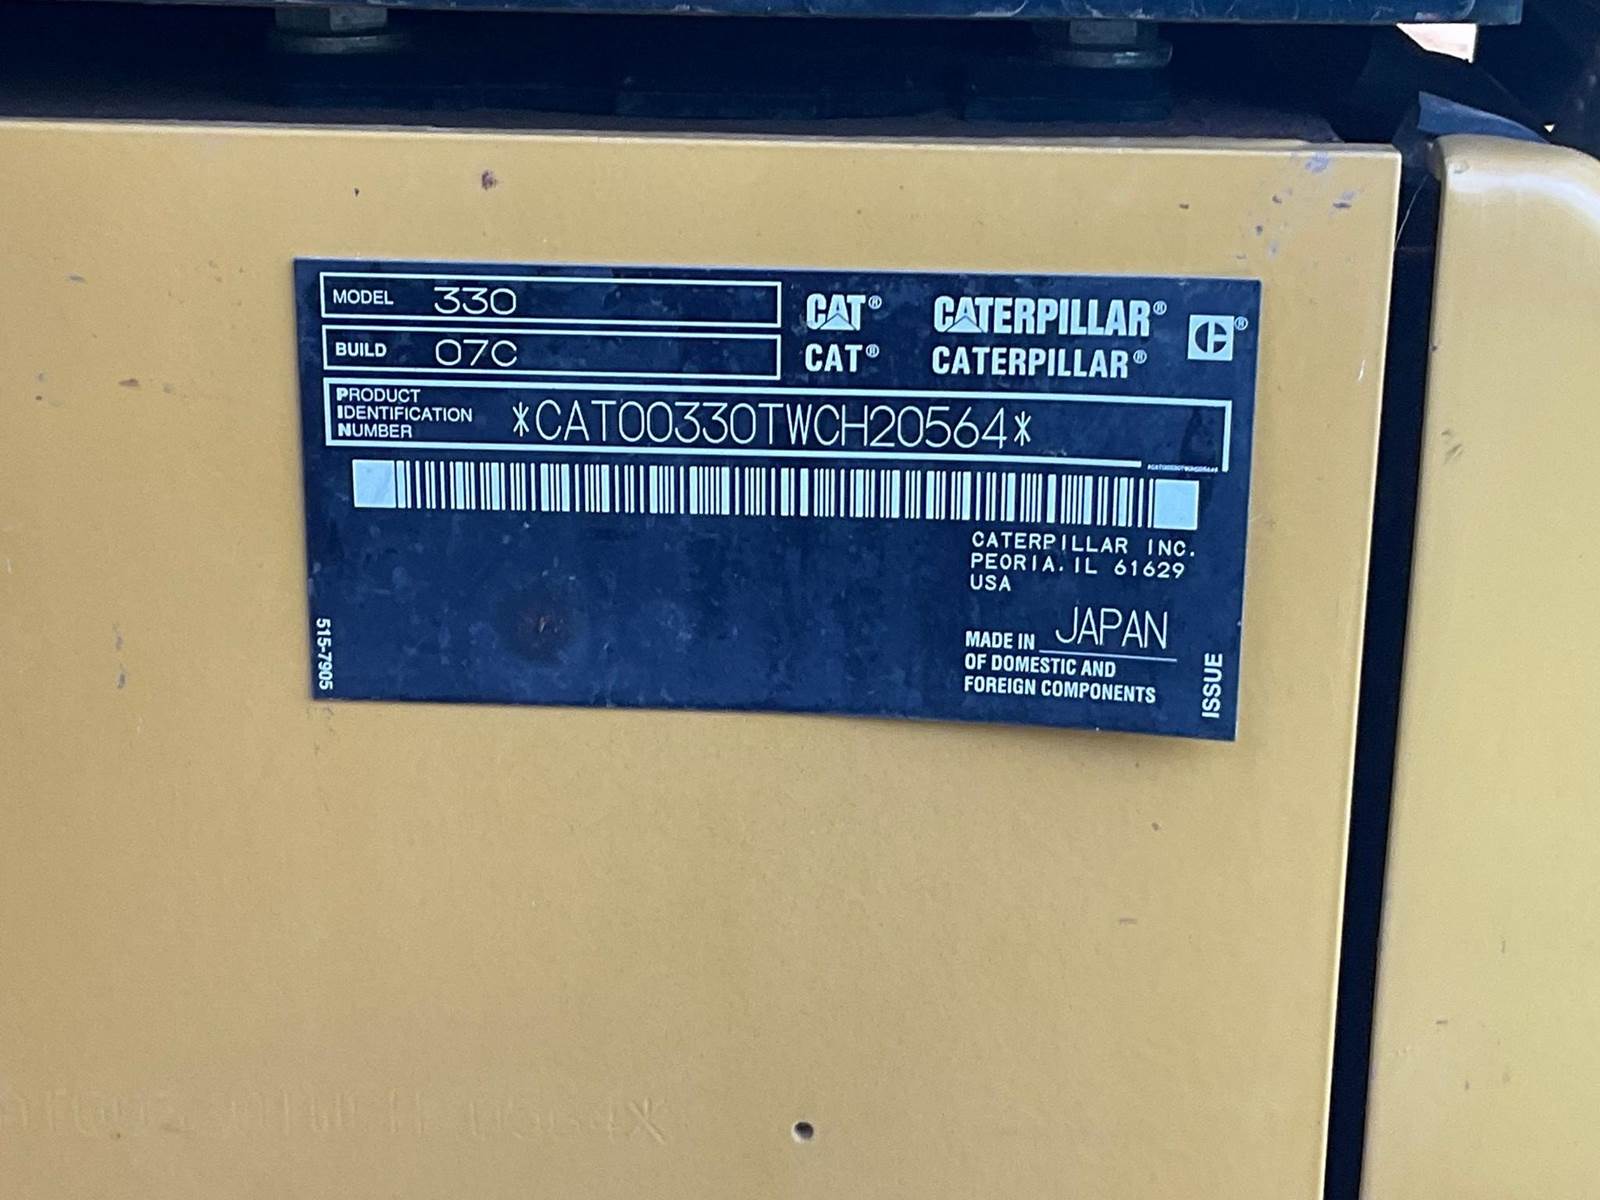 MODEL 330
BUILD 07C
CAT® CATERPILLAR®
CAT® CATERPILLAR®
PRODUCT
IDENTIFICATION
NUMBER
*CAT00330TWCH20564*
CATERPILLAR INC.
PEORIA, IL 61629
USA
MADE IN JAPAN
OF DOMESTIC AND
FOREIGN COMPONENTS
515-7905
ISSUE